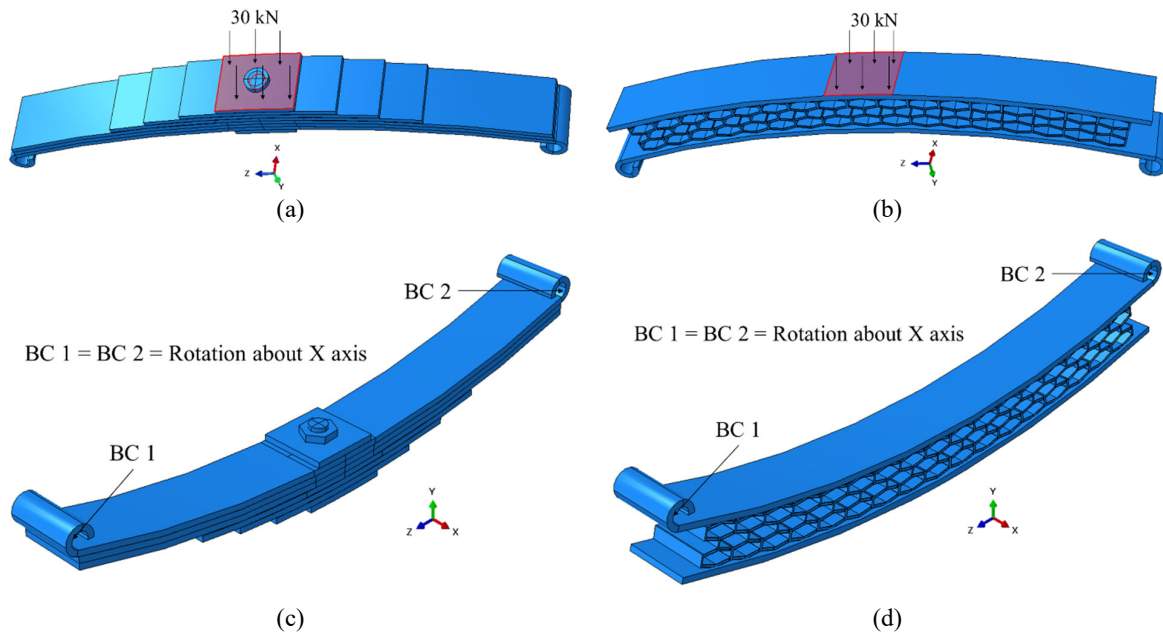 30 kN
30 kN
X
Z
Y
X
Z
Y
(a)
(b)
BC 2
BC 2
BC 1 = BC 2 = Rotation about X axis
BC 1 = BC 2 = Rotation about X axis
BC 1
BC 1
Y
Z
X
Y
Z
X
(c)
(d)